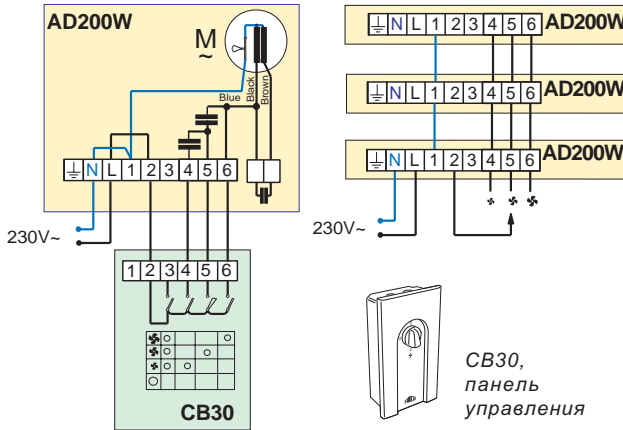 AD200W
M
~
Blue
Black
Brown
N L 1 2 3 4 5 6
230V~
1 2 3 4 5 6
CB30
N L 1 2 3 4 5 6 AD200W
N L 1 2 3 4 5 6 AD200W
N L 1 2 3 4 5 6 AD200W
230V~
CB30,
панель
управления